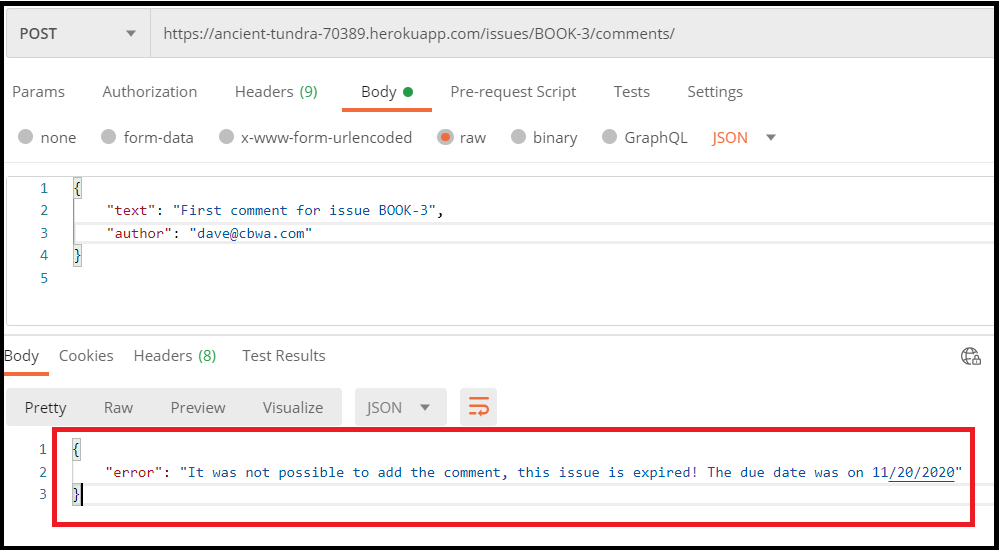 POST https://ancient-tundra-70389.herokuapp.com/issues/BOOK-3/comments/
Params Authorization Headers (9) Body Pre-request Script Tests Settings
none form-data x-www-form-urlencoded raw binary GraphQL JSON
1 {
2 "text": "First comment for issue BOOK-3",
3 "author": "dave@cbwa.com"
4 }
5
Body Cookies Headers (8) Test Results
Pretty Raw Preview Visualize JSON
1 {
2 "error": "It was not possible to add the comment, this issue is expired! The due date was on 11/20/2020"
3 }